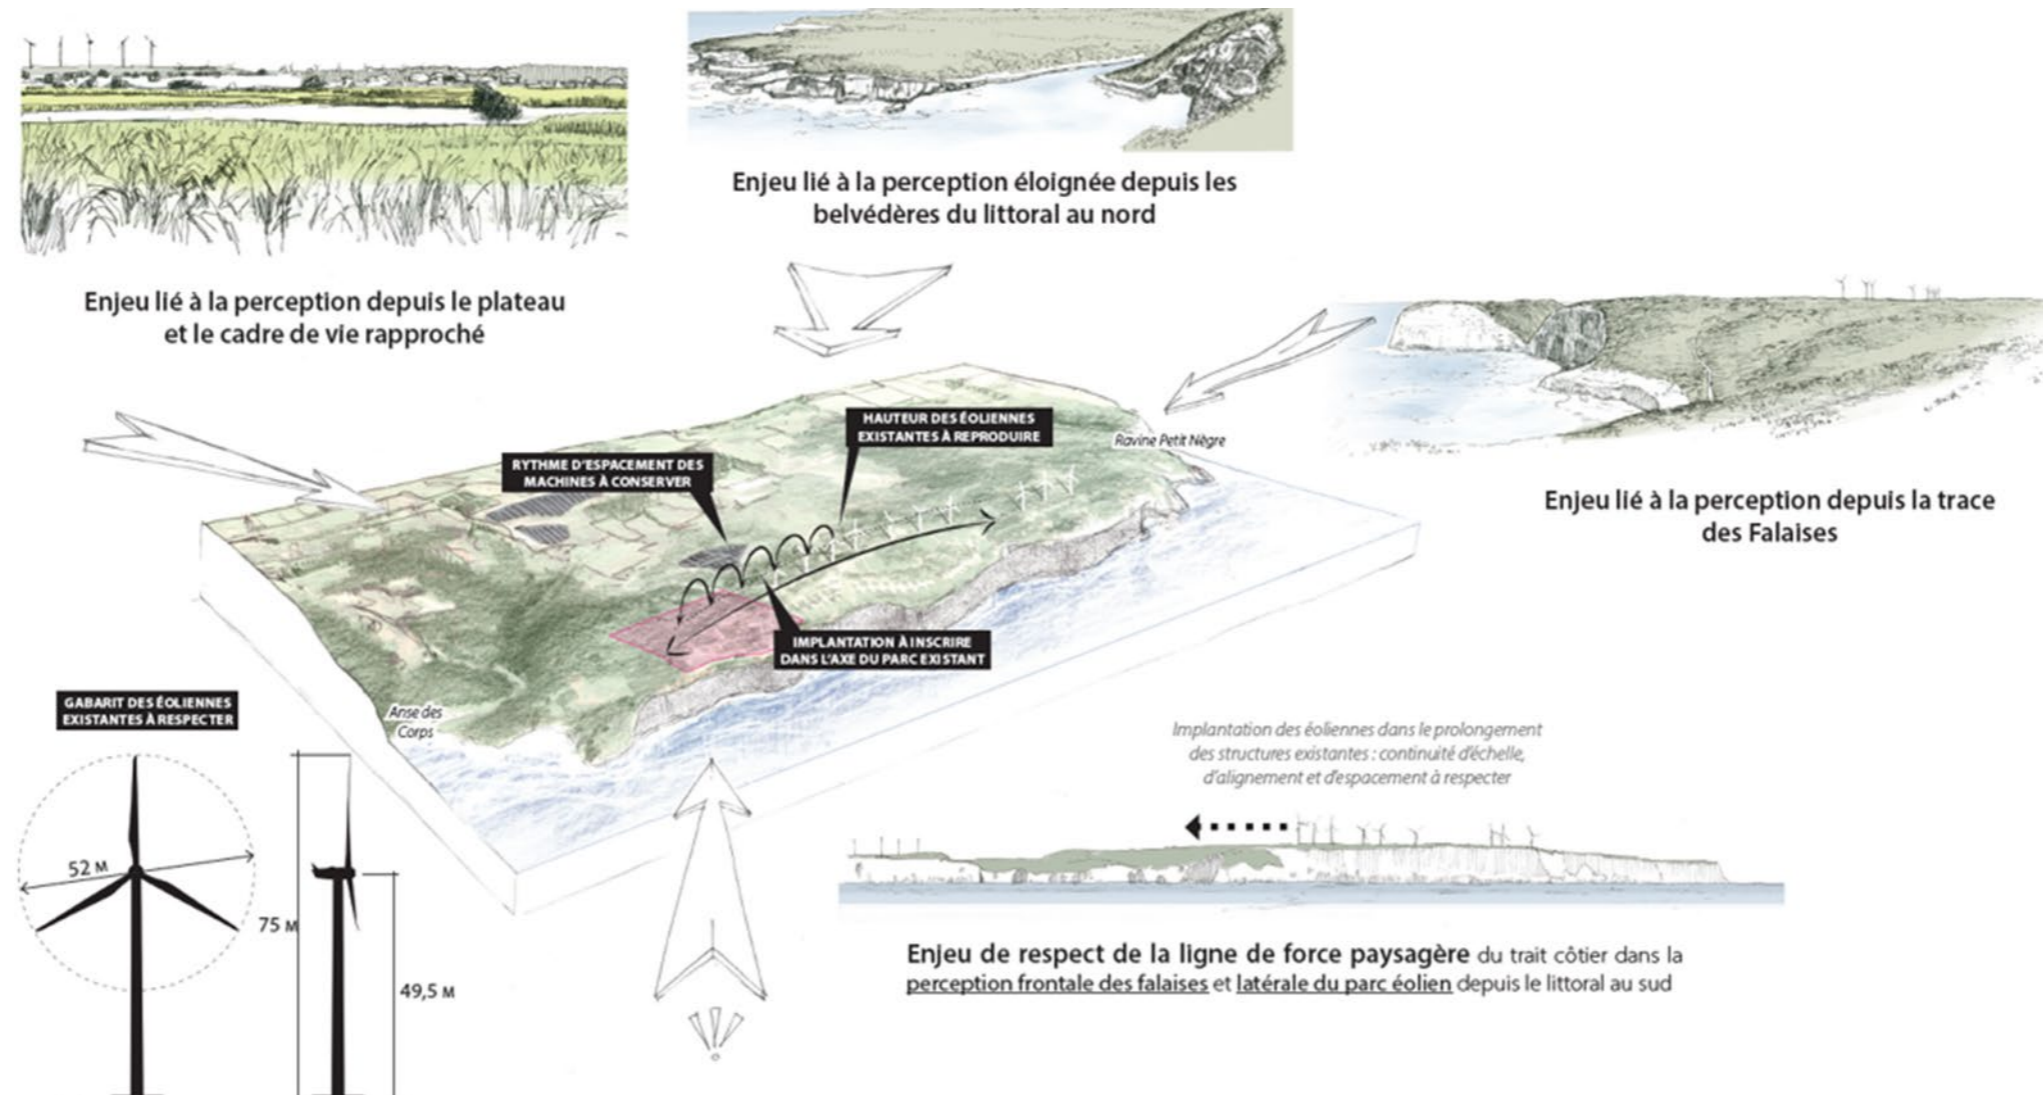 Enjeu lié à la perception éloignée depuis les
belvédères du littoral au nord
Enjeu lié à la perception depuis le plateau
et le cadre de vie rapproché
HAUTEUR DES ÉOLIENNES
EXISTANTES À REPRODUIRE
Ravine Petit Nègre
RYTHME D'ESPACEMENT DES
MACHINES À CONSERVER
Enjeu lié à la perception depuis la trace
des Falaises
IMPLANTATION À INSCRIRE
DANS L'AXE DU PARC EXISTANT
GABARIT DES ÉOLIENNES
EXISTANTES À RESPECTER
Anse des
Corps
Implantation des éoliennes dans le prolongement
des structures existantes : continuité d'échelle,
d'alignement et d'espacement à respecter
52 M
75 M
49,5 M
Enjeu de respect de la ligne de force paysagère du trait côtier dans la
perception frontale des falaises et latérale du parc éolien depuis le littoral au sud